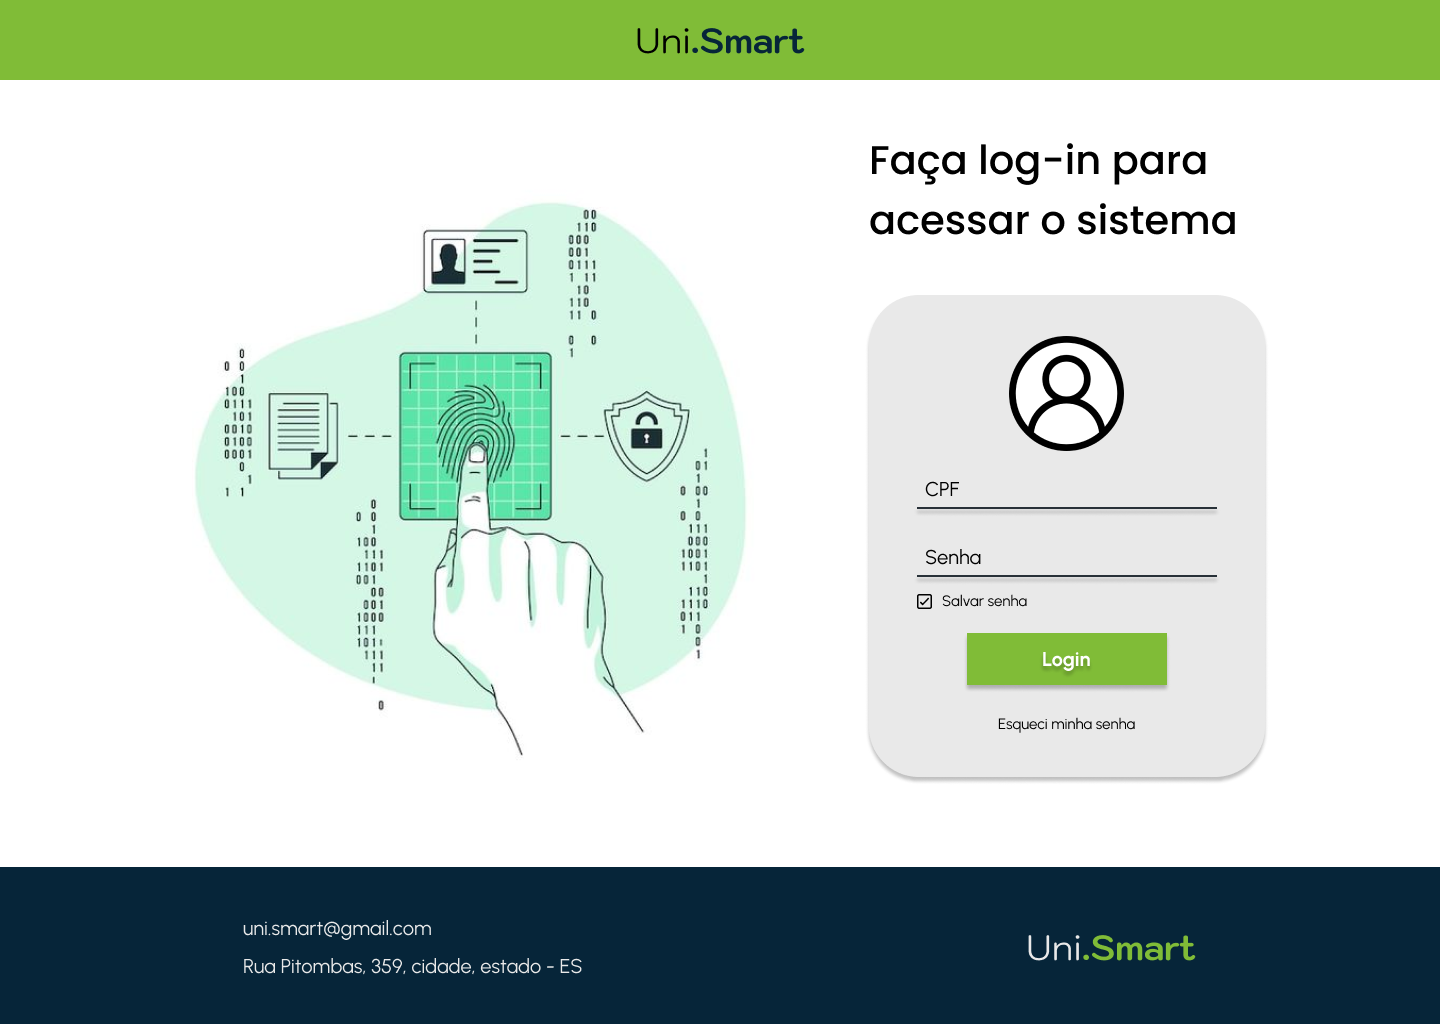 Uni.Smart
Faça log-in para
acessar o sistema
CPF
Senha
Salvar senha
Login
Esqueci minha senha
uni.smart@gmail.com
Rua Pitombas, 359, cidade, estado - ES
Uni.Smart